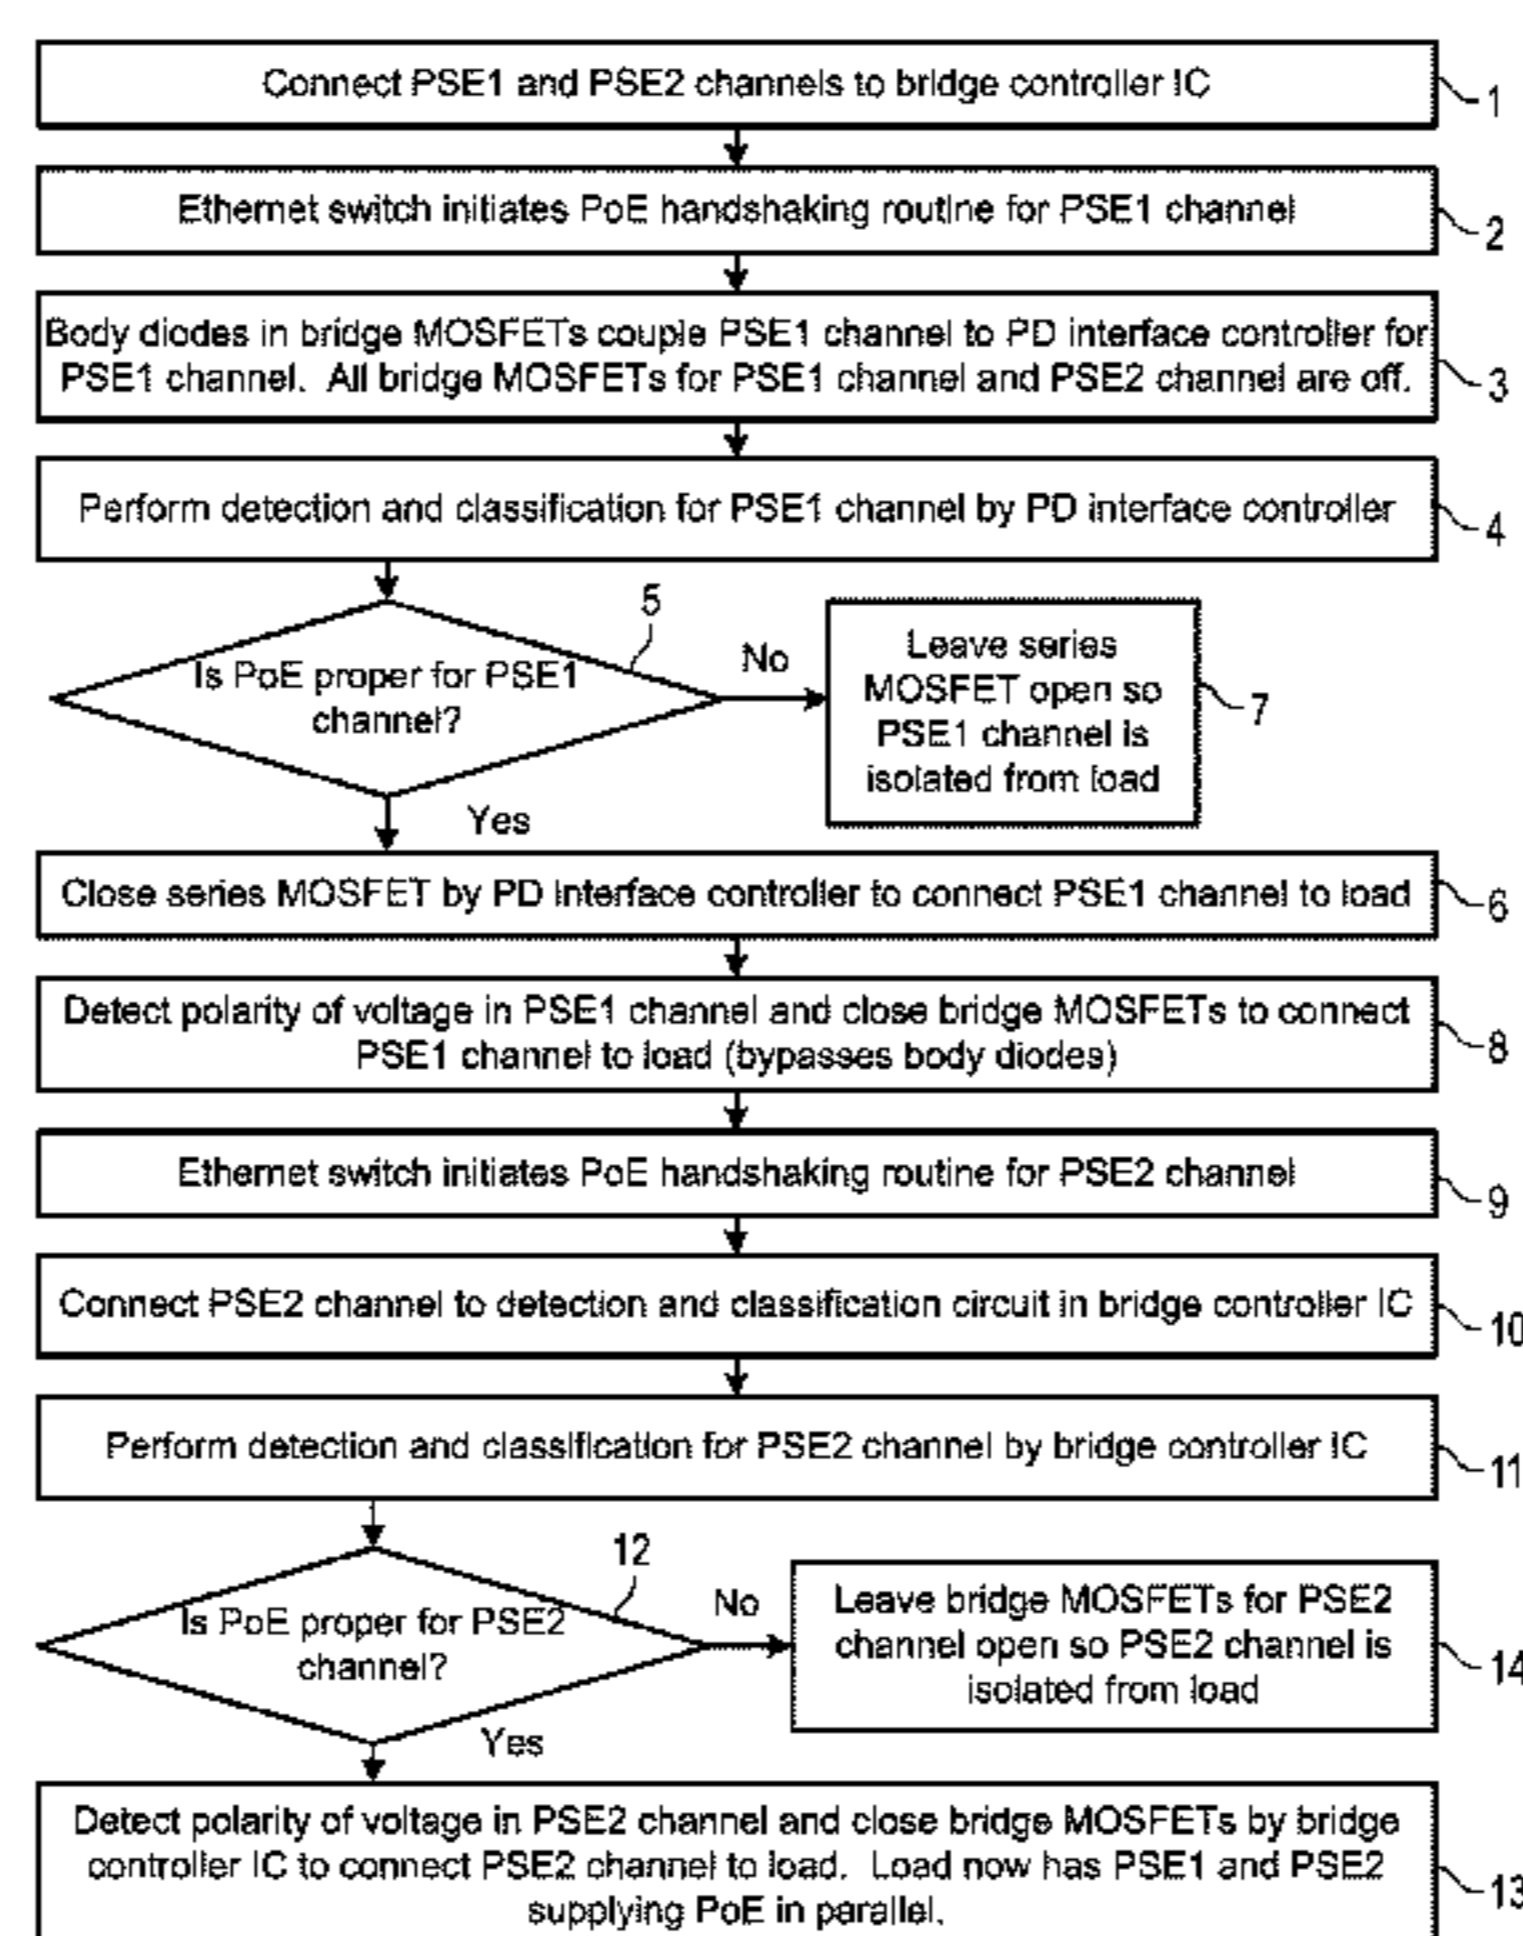 Connect PSE1 and PSE2 channels to bridge controller IC
1
Ethernet switch initiates PoE handshaking routine for PSE1 channel
2
Body diodes in bridge MOSFETs couple PSE1 channel to PD interface controller for
PSE1 channel. All bridge MOSFETs for PSE1 channel and PSE2 channel are off.
3
Perform detection and classification for PSE1 channel by PD interface controller
4
5
Is PoE proper for PSE1
channel?
No
Leave series
MOSFET open so
PSE1 channel is
isolated from load
7
Yes
Close series MOSFET by PD interface controller to connect PSE1 channel to load
6
Detect polarity of voltage in PSE1 channel and close bridge MOSFETs to connect
PSE1 channel to load (bypasses body diodes)
8
Ethernet switch initiates PoE handshaking routine for PSE2 channel
9
Connect PSE2 channel to detection and classification circuit in bridge controller IC
10
Perform detection and classification for PSE2 channel by bridge controller IC
11
12
Is PoE proper for PSE2
channel?
No
Leave bridge MOSFETs for PSE2
channel open so PSE2 channel is
isolated from load
14
Yes
Detect polarity of voltage in PSE2 channel and close bridge MOSFETs by bridge
controller IC to connect PSE2 channel to load. Load now has PSE1 and PSE2
supplying PoE in parallel.
13